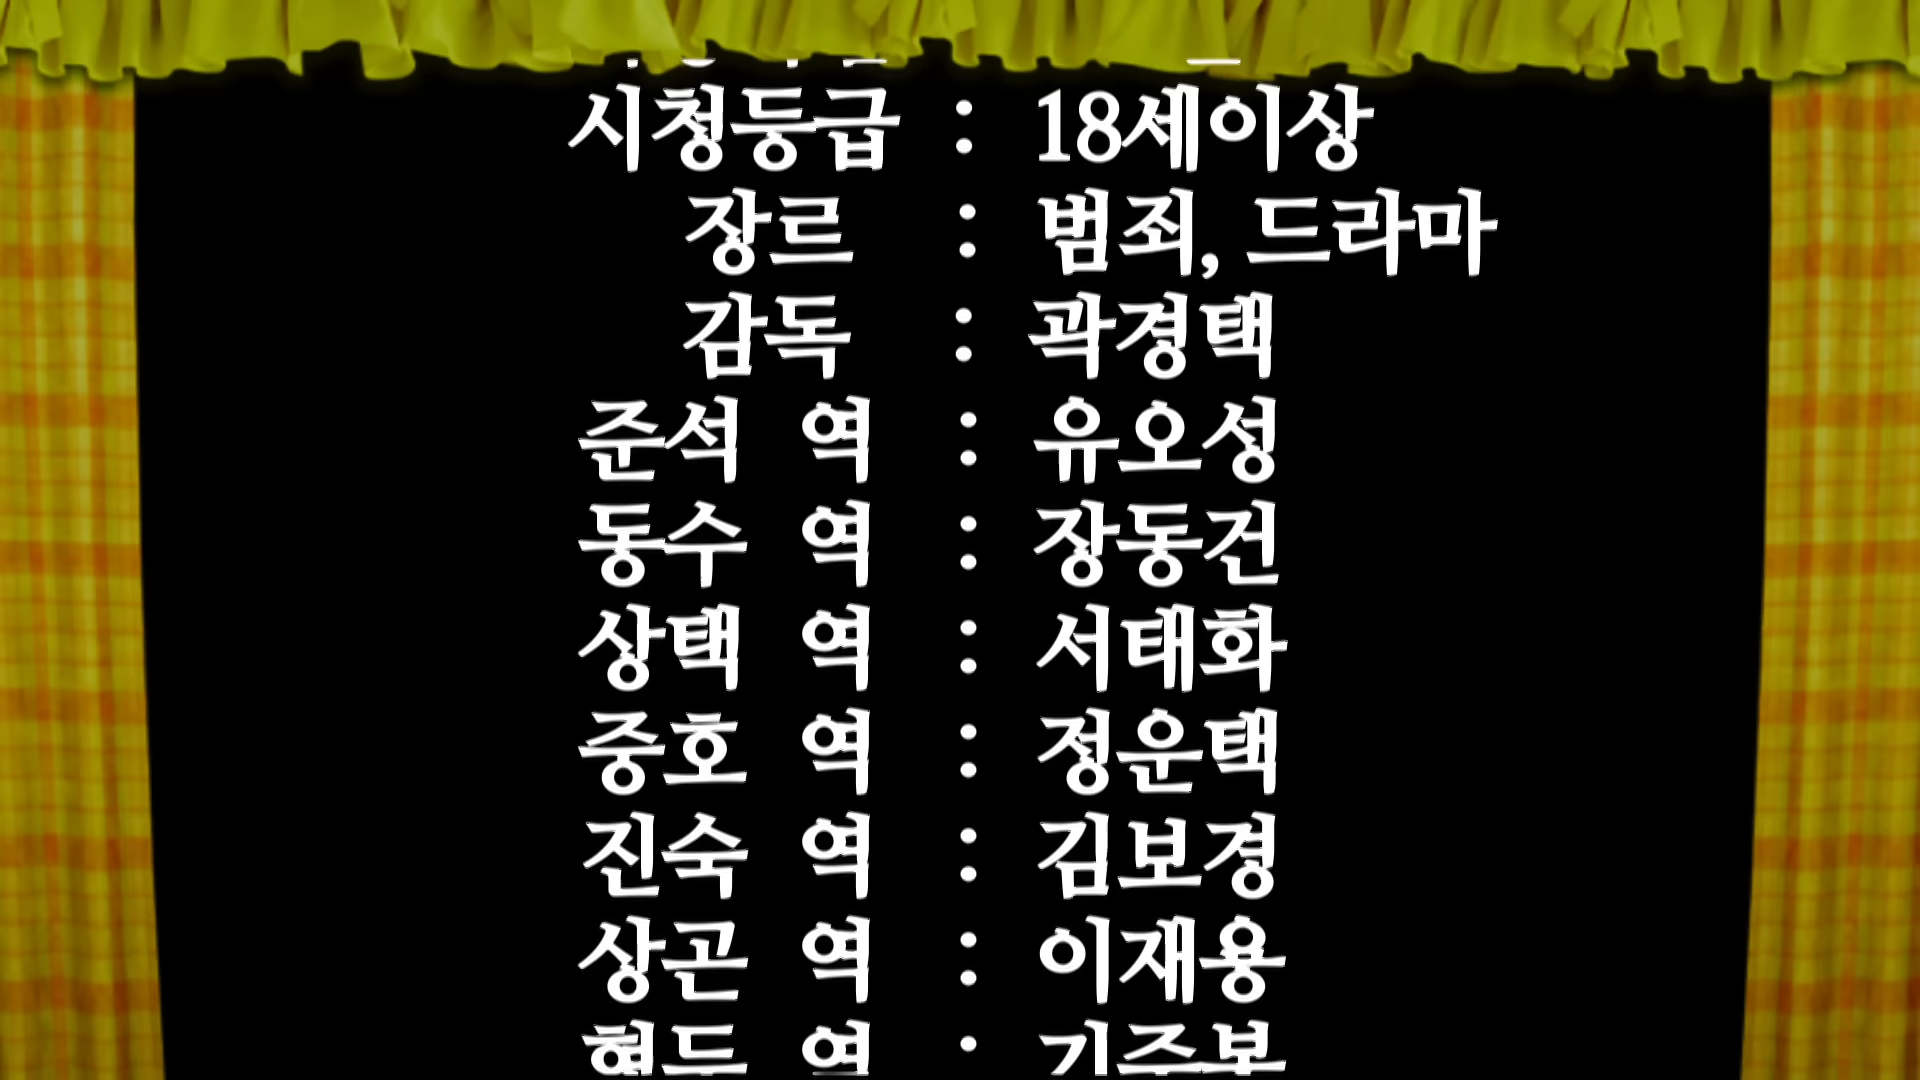 시청등급 : 18세이상
장르 : 범죄, 드라마
감독 : 곽경택
준석 역 : 유오성
동수 역 : 장동건
상택 역 : 서태화
중호 역 : 정운택
진숙 역 : 김보경
상곤 역 : 이재용